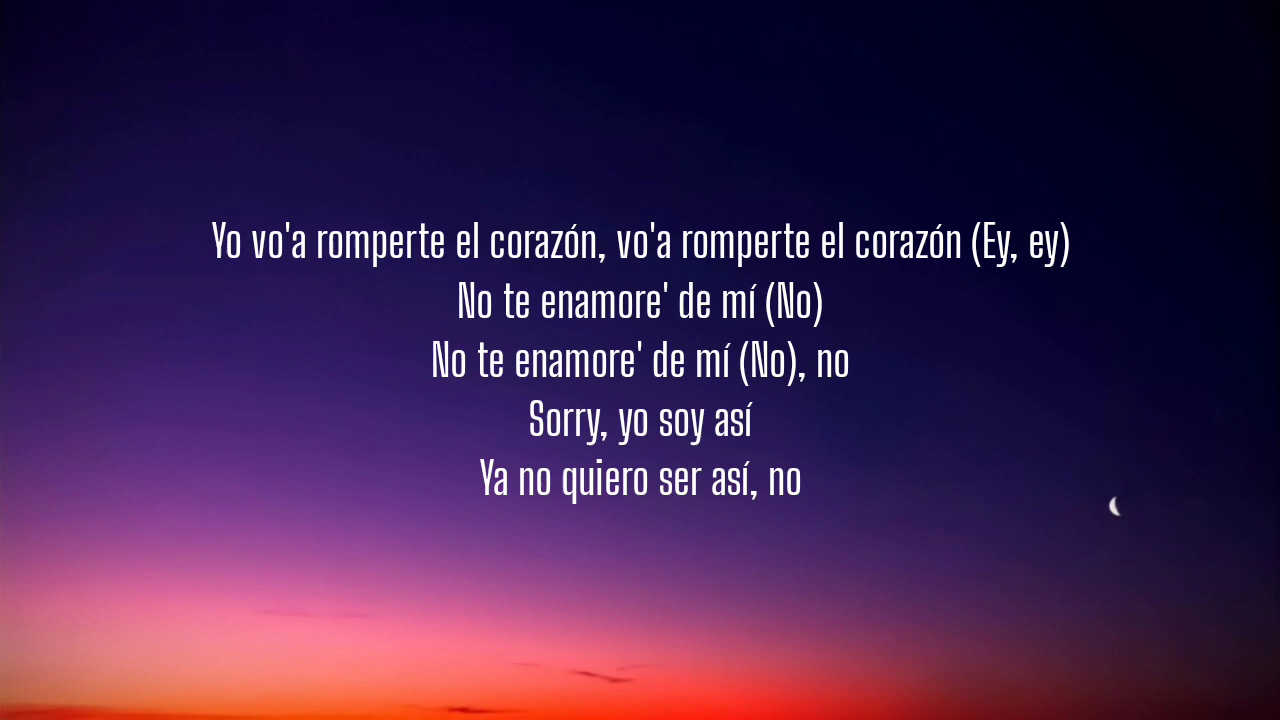 Yo vo'a romperte el corazón, vo'a romperte el corazón (Ey, ey)
No te enamore' de mí (No)
No te enamore' de mí (No), no
Sorry, yo soy así
Ya no quiero ser así, no